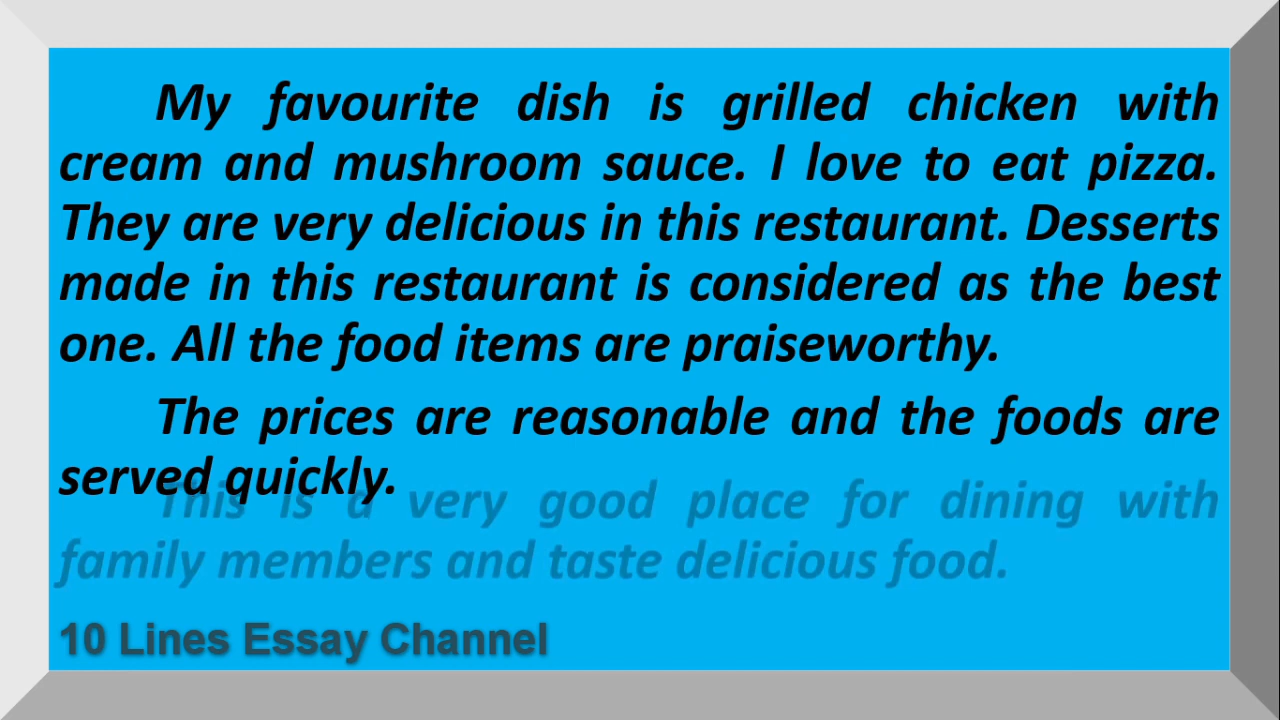 My favourite dish is grilled chicken with
cream and mushroom sauce. I love to eat pizza.
They are very delicious in this restaurant. Desserts
made in this restaurant is considered as the best
one. All the food items are praiseworthy.
The prices are reasonable and the foods are
served quickly.
This is a very good place for dining with
family members and taste delicious food.
10 Lines Essay Channel